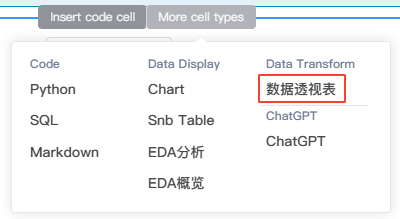 Insert code cell
More cell types
Code
Python
SQL
Markdown
Data Display
Chart
Snb Table
EDA分析
EDA概览
Data Transform
数据透视表
ChatGPT
ChatGPT